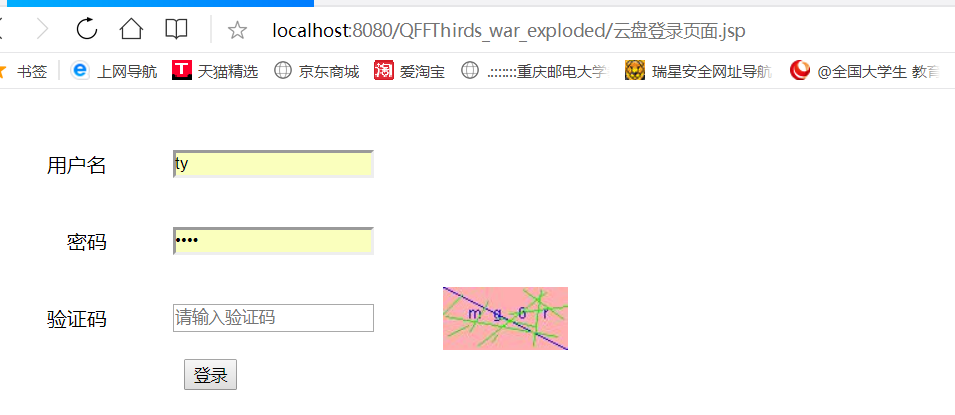 localhost:8080/QFFThirds_war_exploded/云盘登录页面.jsp
书签 上网导航 天猫精选 京东商城 爱淘宝 .:::::::重庆邮电大学 瑞星安全网址导航 @全国大学生 教育
用户名 ty
密码 ••••
验证码 请输入验证码 m g 6 r
登录